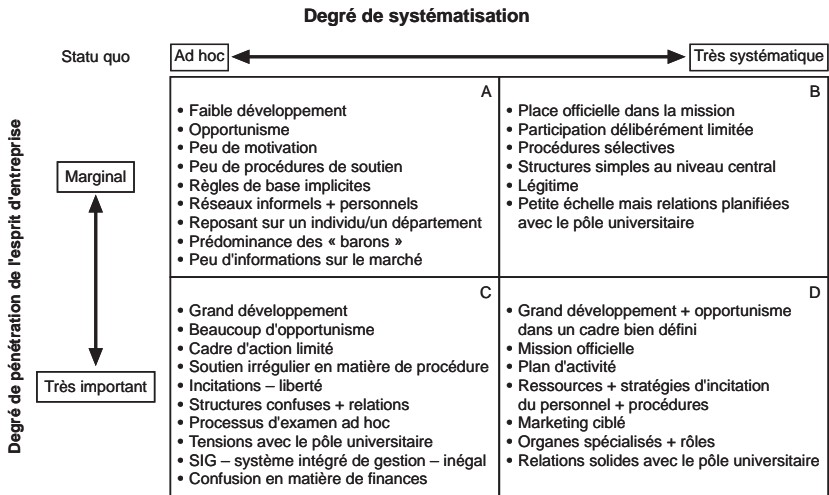 Degré de systématisation
Statu quo
Ad hoc
Très systématique
Degré de pénétration de l'esprit d'entreprise
Marginal
Très important
A
• Faible développement
• Opportunisme
• Peu de motivation
• Peu de procédures de soutien
• Règles de base implicites
• Réseaux informels + personnels
• Reposant sur un individu/un département
• Prédominance des « barons »
• Peu d'informations sur le marché
B
• Place officielle dans la mission
• Participation délibérément limitée
• Procédures sélectives
• Structures simples au niveau central
• Légitime
• Petite échelle mais relations planifiées
avec le pôle universitaire
C
• Grand développement
• Beaucoup d'opportunisme
• Cadre d'action limité
• Soutien irrégulier en matière de procédure
• Incitations – liberté
• Structures confuses + relations
• Processus d'examen ad hoc
• Tensions avec le pôle universitaire
• SIG – système intégré de gestion – inégal
• Confusion en matière de finances
D
• Grand développement + opportunisme
dans un cadre bien défini
• Mission officielle
• Plan d'activité
• Ressources + stratégies d'incitation
du personnel + procédures
• Marketing ciblé
• Organes spécialisés + rôles
• Relations solides avec le pôle universitaire